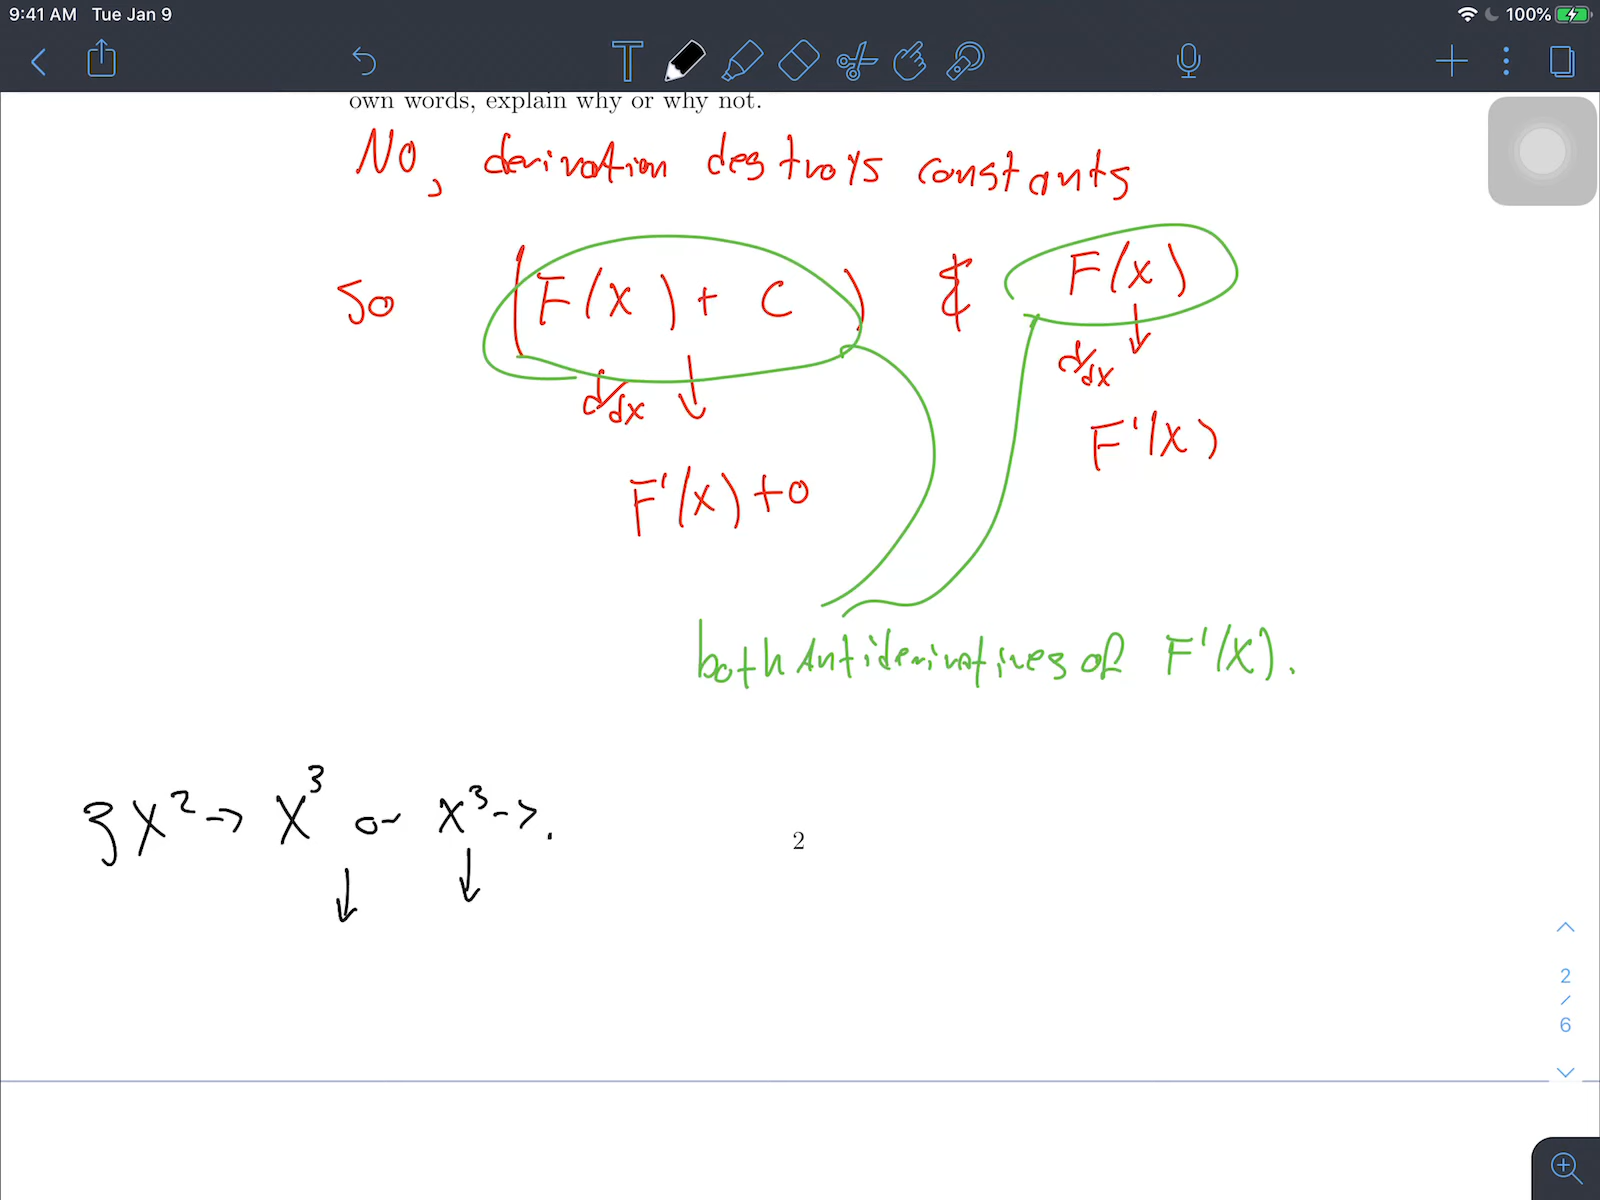 9:41 AM Tue Jan 9 100%
own words, explain why or why not.
NO, derivation destroys constants
So (F(x) + C) & F(x)
d/dx ↓ d/dx ↓
F'(x) + 0 F'(x)
both Antiderivatives of F'(x).
3x² -> x³ or x³ -> .
↓ ↓
2
2
/
6